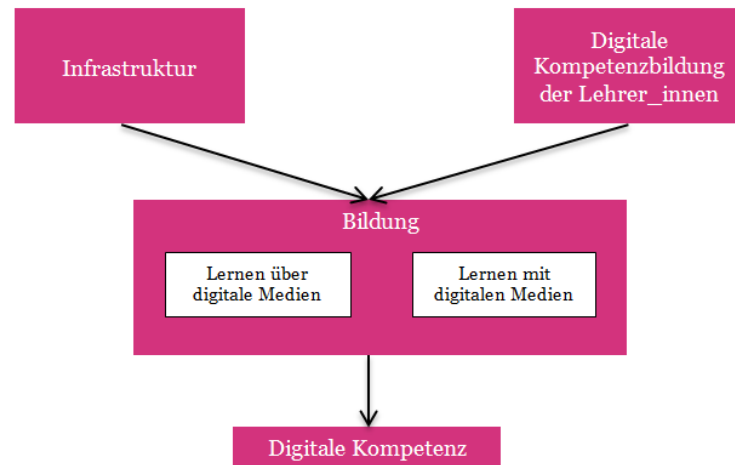 Infrastruktur
Digitale
Kompetenzbildung
der Lehrer_innen
Bildung
Lernen über
digitale Medien
Lernen mit
digitalen Medien
Digitale Kompetenz